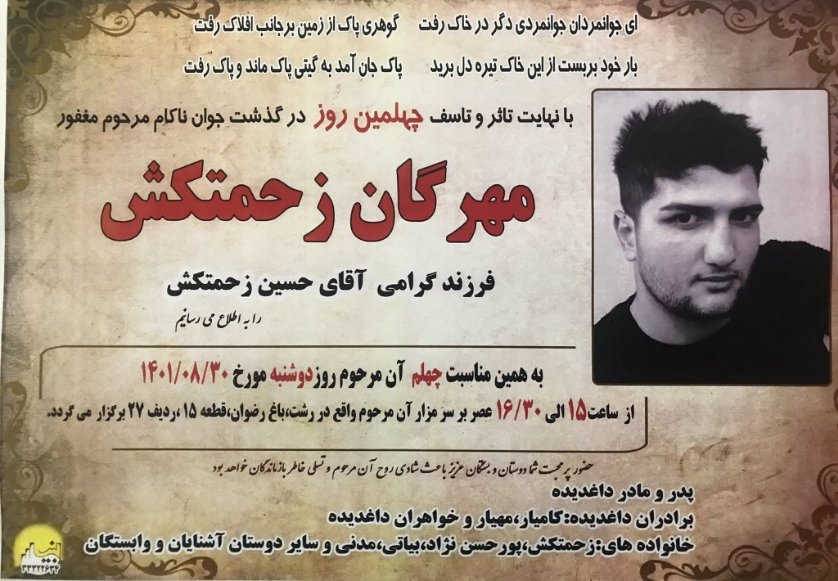 ای جوانمردان جوانمردی دگر در خاک رفت گوهری پاک از زمین بر جانب افلاک رفت
بار خود بربست از این خاک تیره دل برید پاک جان آمد به گیتی پاک ماند و پاک رفت
با نهایت تاثر و تاسف چهلمین روز در گذشت جوان ناکام مرحوم مغفور
مهرگان زحمتکش
فرزند گرامی آقای حسین زحمتکش
را به اطلاع می رسانیم
به همین مناسبت چهلم آن مرحوم روز دوشنبه مورخ ۱۴۰۱/۰۸/۳۰
از ساعت ۱۵ الی ۱۶/۳۰ عصر بر سر مزار آن مرحوم واقع در رشت،باغ رضوان،قطعه ۱۵ ،ردیف ۲۷ برگزار می گردد.
حضور پر محبت شما دوستان و بستگان عزیز باعث شادی روح آن مرحوم و تسلی خاطر بازماندگان خواهد بود
پدر و مادر داغدیده
برادران داغدیده:کامیار،مهیار و خواهران داغدیده
خانواده های:زحمتکش،پورحسن نژاد،بیاتی،مدنی و سایر دوستان آشنایان و وابستگان